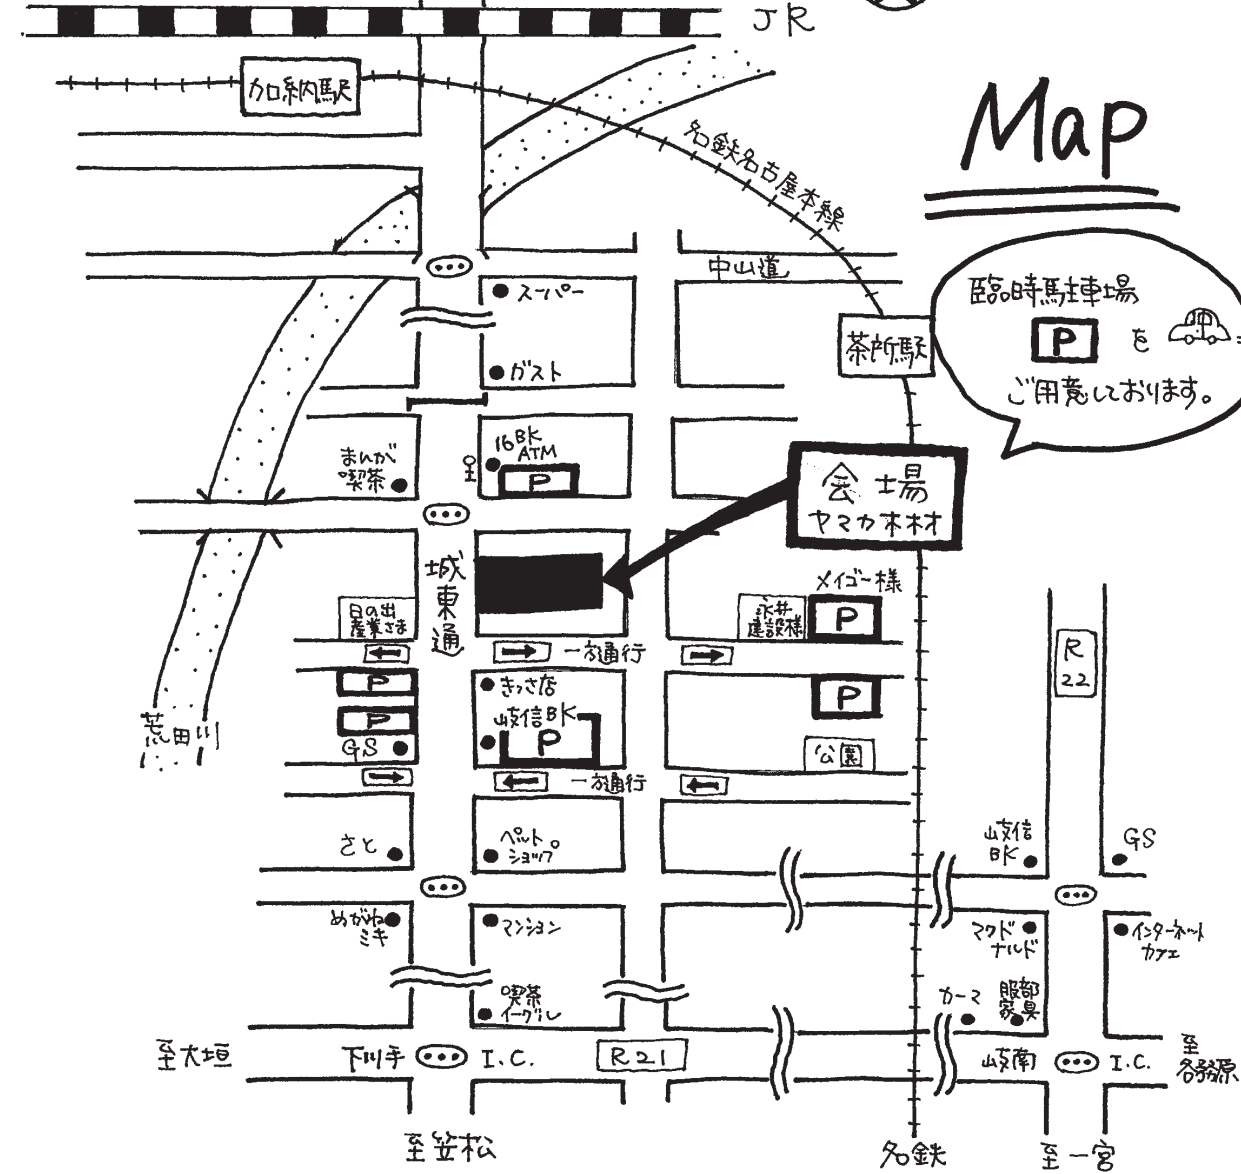 JR
加納駅
Map
名鉄名古屋本線
中山道
臨時駐車場
P を
ご用意しております。
スーパー
茶所駅
ガスト
16BK
ATM
P
まんが
喫茶
会場
ヤマカ木材
城東通
メイゴー様
P
永井
建設様
日の出
産業さま
一方通行
R
22
P
きっさ店
P
岐信BK
P
P
荒田川
GS
公園
一方通行
さと
ペット
ショップ
岐信
BK
GS
めがね
ミキ
マンション
マクド
ナルド
インターネット
カフェ
喫茶
イーグル
カーマ
服部
家具
至大垣
下川手
I.C.
R21
岐南
I.C.
至
各務原
至笠松
名鉄
至一宮